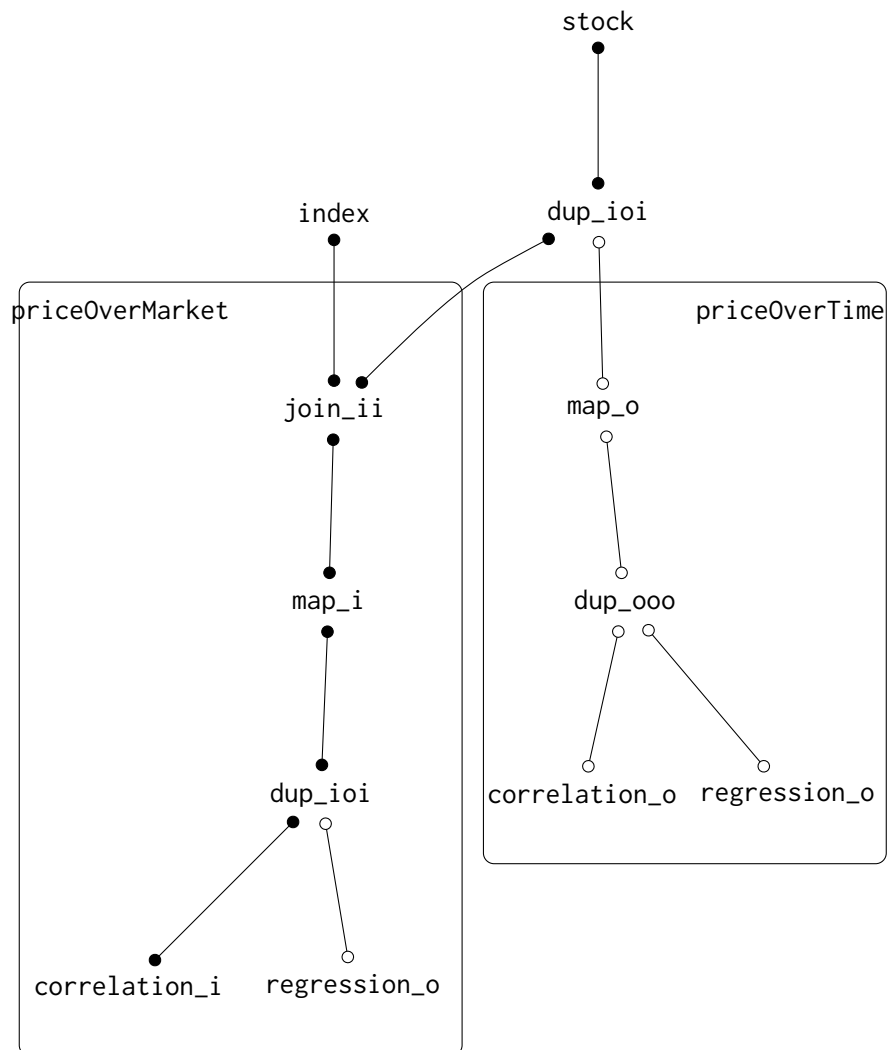 stock
index
dup_ioi
priceOverMarket
priceOverTime
join_ii
map_o
map_i
dup_ooo
dup_ioi
correlation_o
regression_o
correlation_i
regression_o